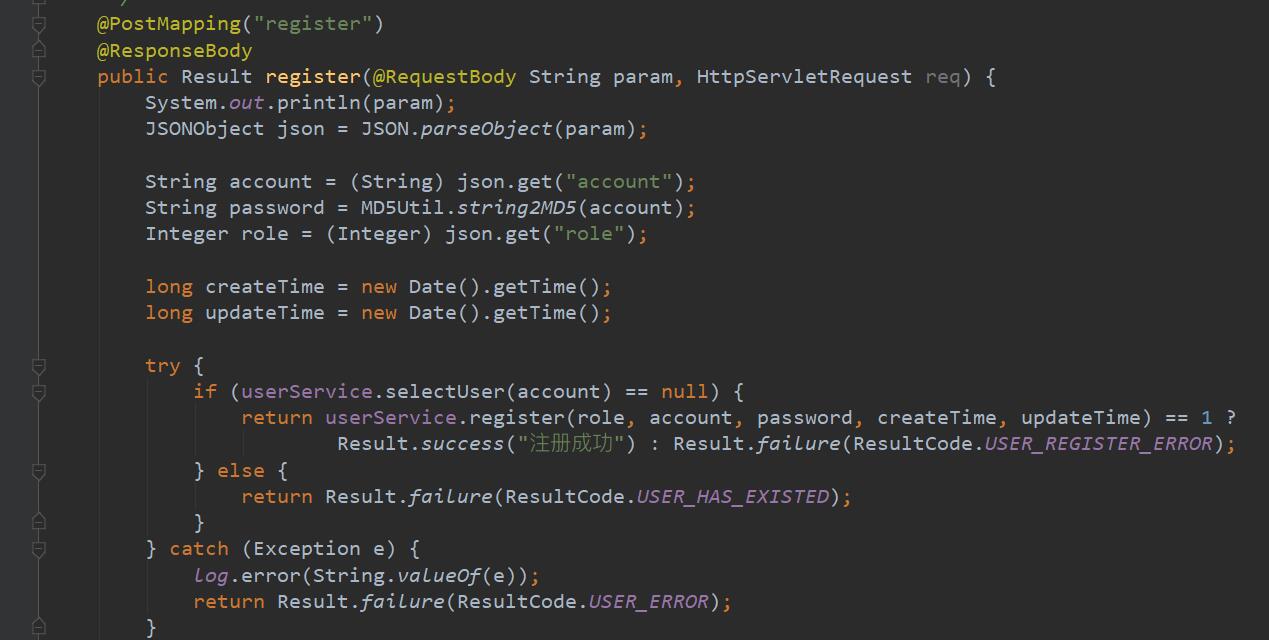 @PostMapping("register")
@ResponseBody
public Result register(@RequestBody String param, HttpServletRequest req) {
System.out.println(param);
JSONObject json = JSON.parseObject(param);
String account = (String) json.get("account");
String password = MD5Util.string2MD5(account);
Integer role = (Integer) json.get("role");
long createTime = new Date().getTime();
long updateTime = new Date().getTime();
try {
if (userService.selectUser(account) == null) {
return userService.register(role, account, password, createTime, updateTime) == 1 ?
Result.success("注册成功") : Result.failure(ResultCode.USER_REGISTER_ERROR);
} else {
return Result.failure(ResultCode.USER_HAS_EXISTED);
}
} catch (Exception e) {
log.error(String.valueOf(e));
return Result.failure(ResultCode.USER_ERROR);
}